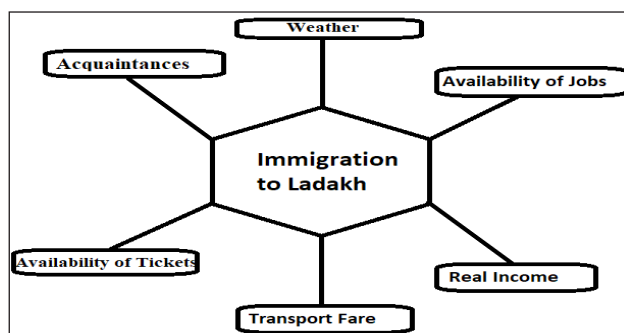 Weather
Acquaintances
Availability of Jobs
Immigration
to Ladakh
Availability of Tickets
Real Income
Transport Fare